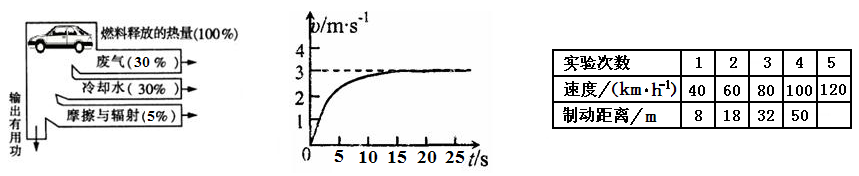 燃料释放的热量(100%)
废气(30%)
冷却水(30%)
摩擦与辐射(5%)
输出有用功
υ/m·s⁻¹
4
3
2
1
0 5 10 15 20 25 t/s
实验次数 1 2 3 4 5
速度/(km·h⁻¹) 40 60 80 100 120
制动距离/m 8 18 32 50